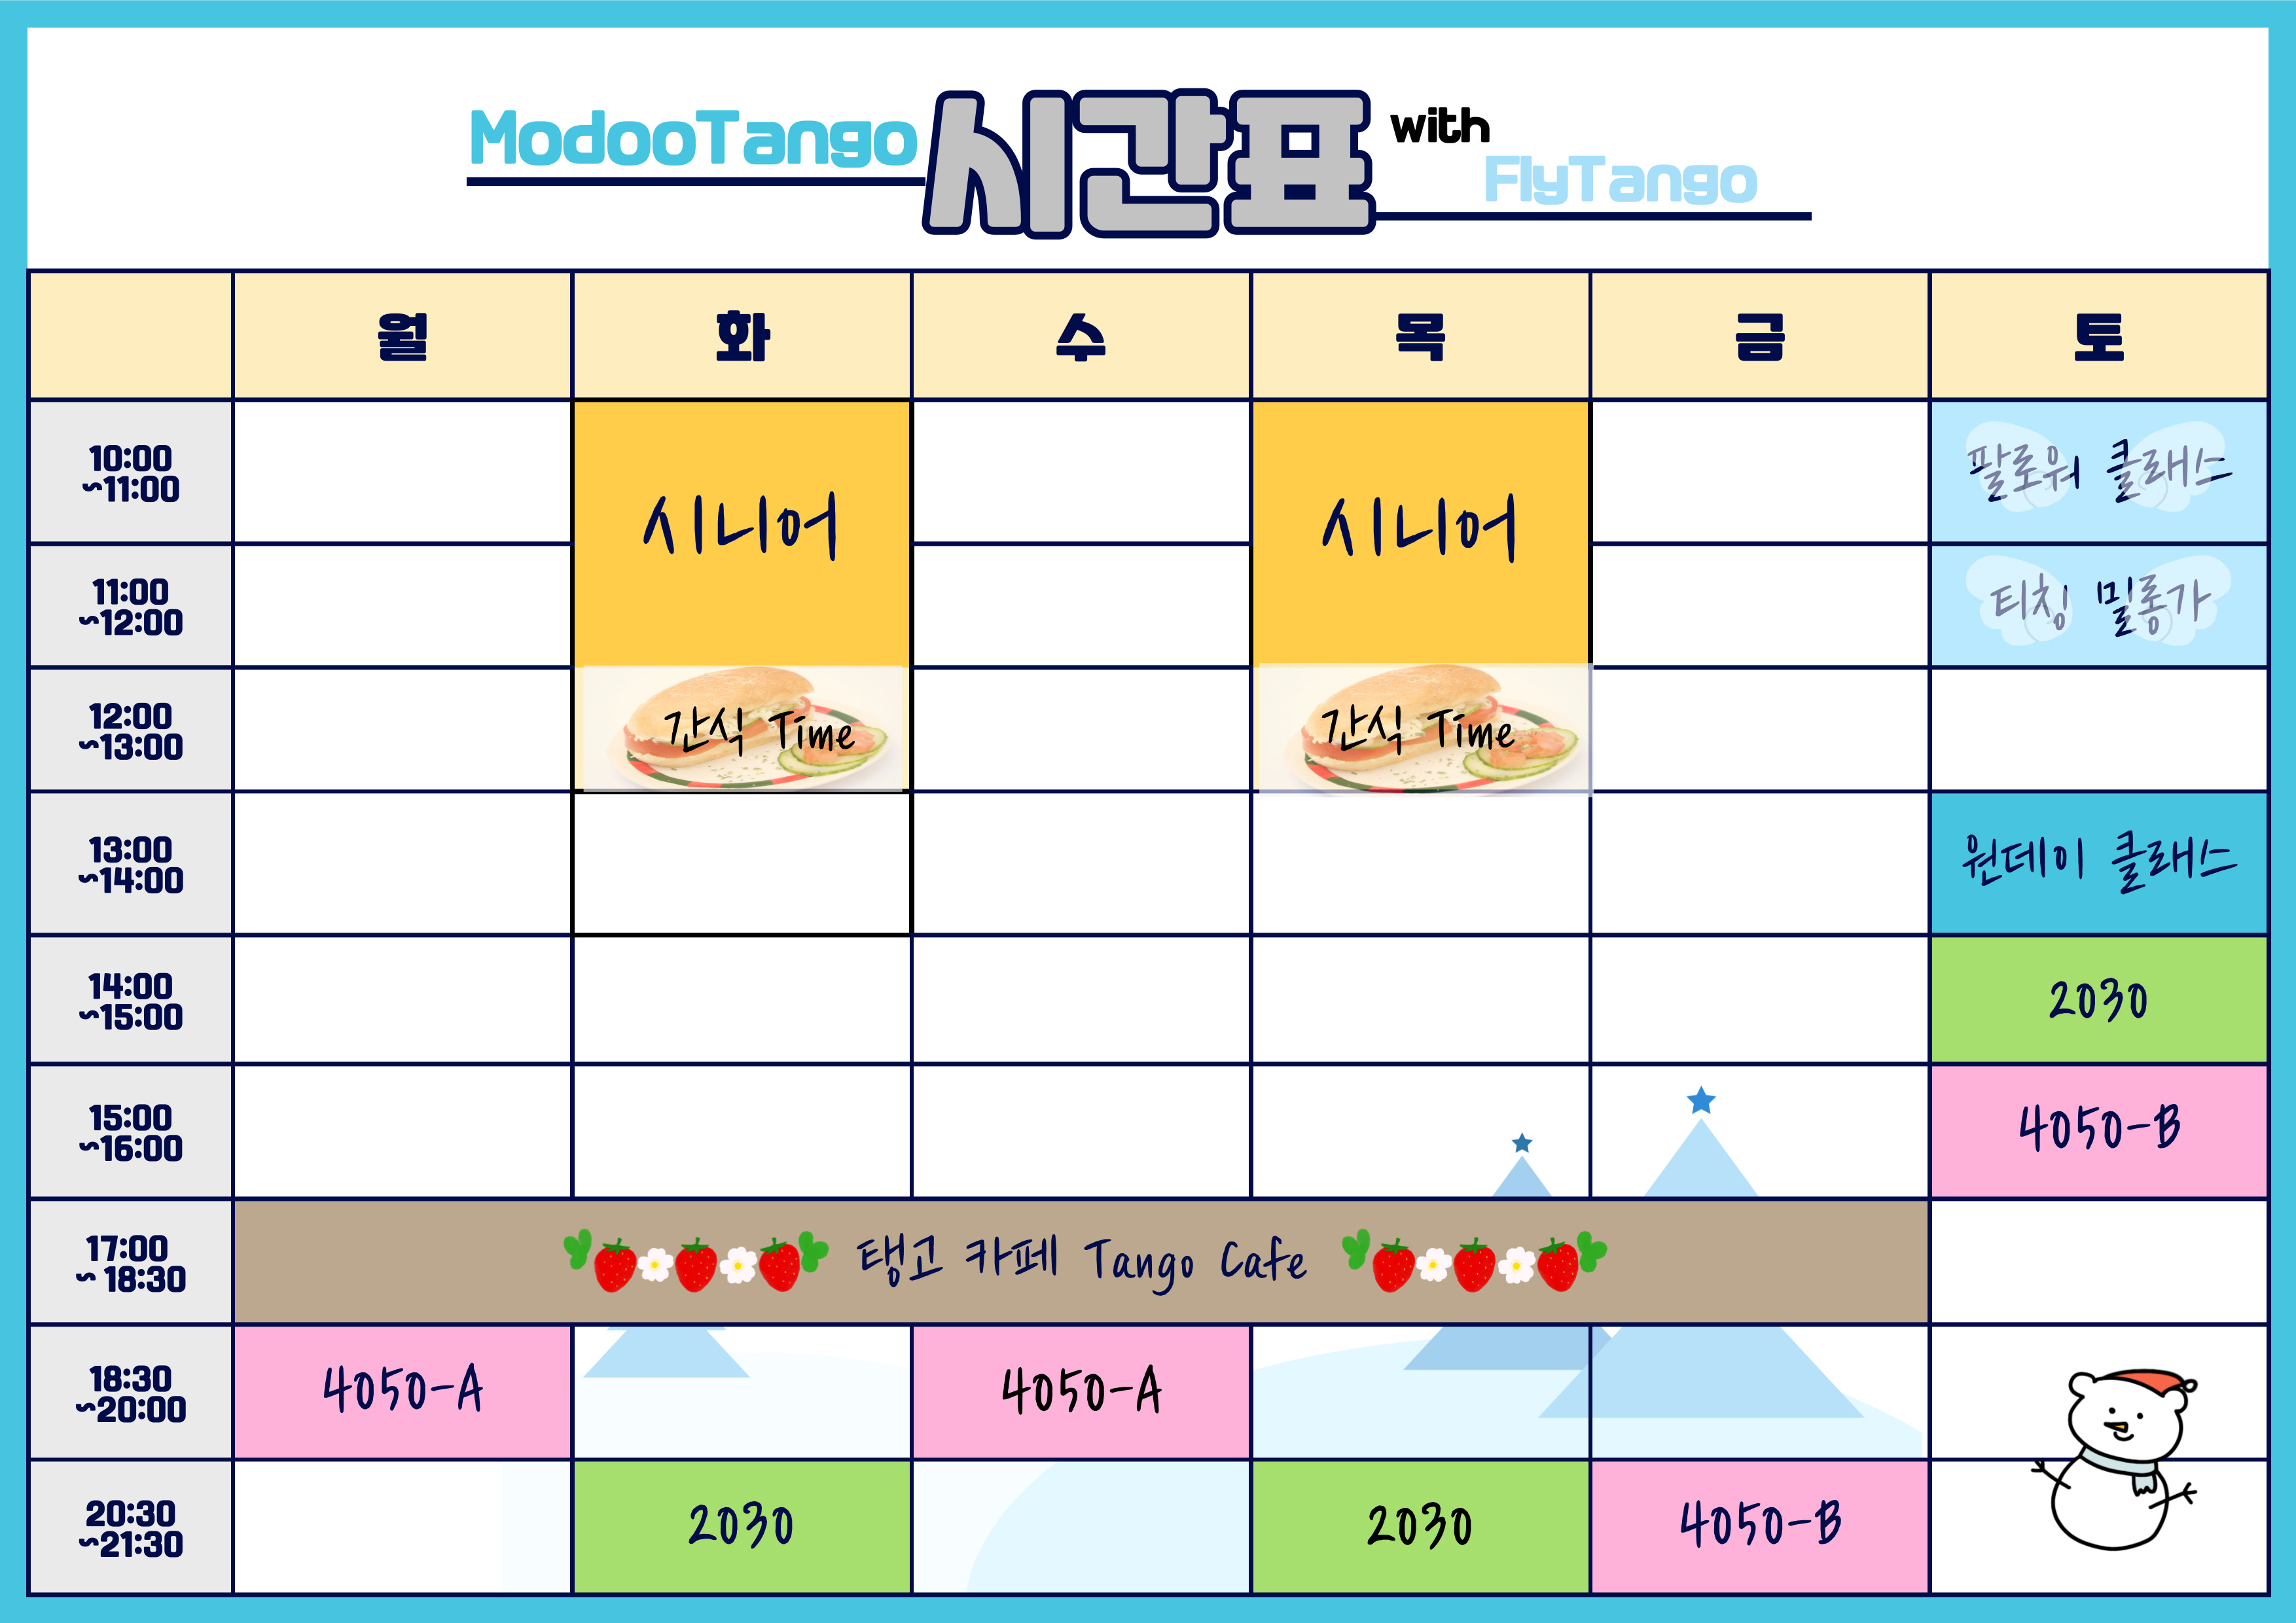 ModooTango 시간표 with
FlyTango
월 화 수 목 금 토
10:00
~11:00
시니어
시니어
팔로워 클래스
11:00
~12:00
티칭 밀롱가
12:00
~13:00
간식 Time
간식 Time
13:00
~14:00
원데이 클래스
14:00
~15:00
2030
15:00
~16:00
4050-B
17:00
~ 18:30
탱고 카페 Tango Cafe
18:30
~20:00
4050-A
4050-A
20:30
~21:30
2030
2030
4050-B